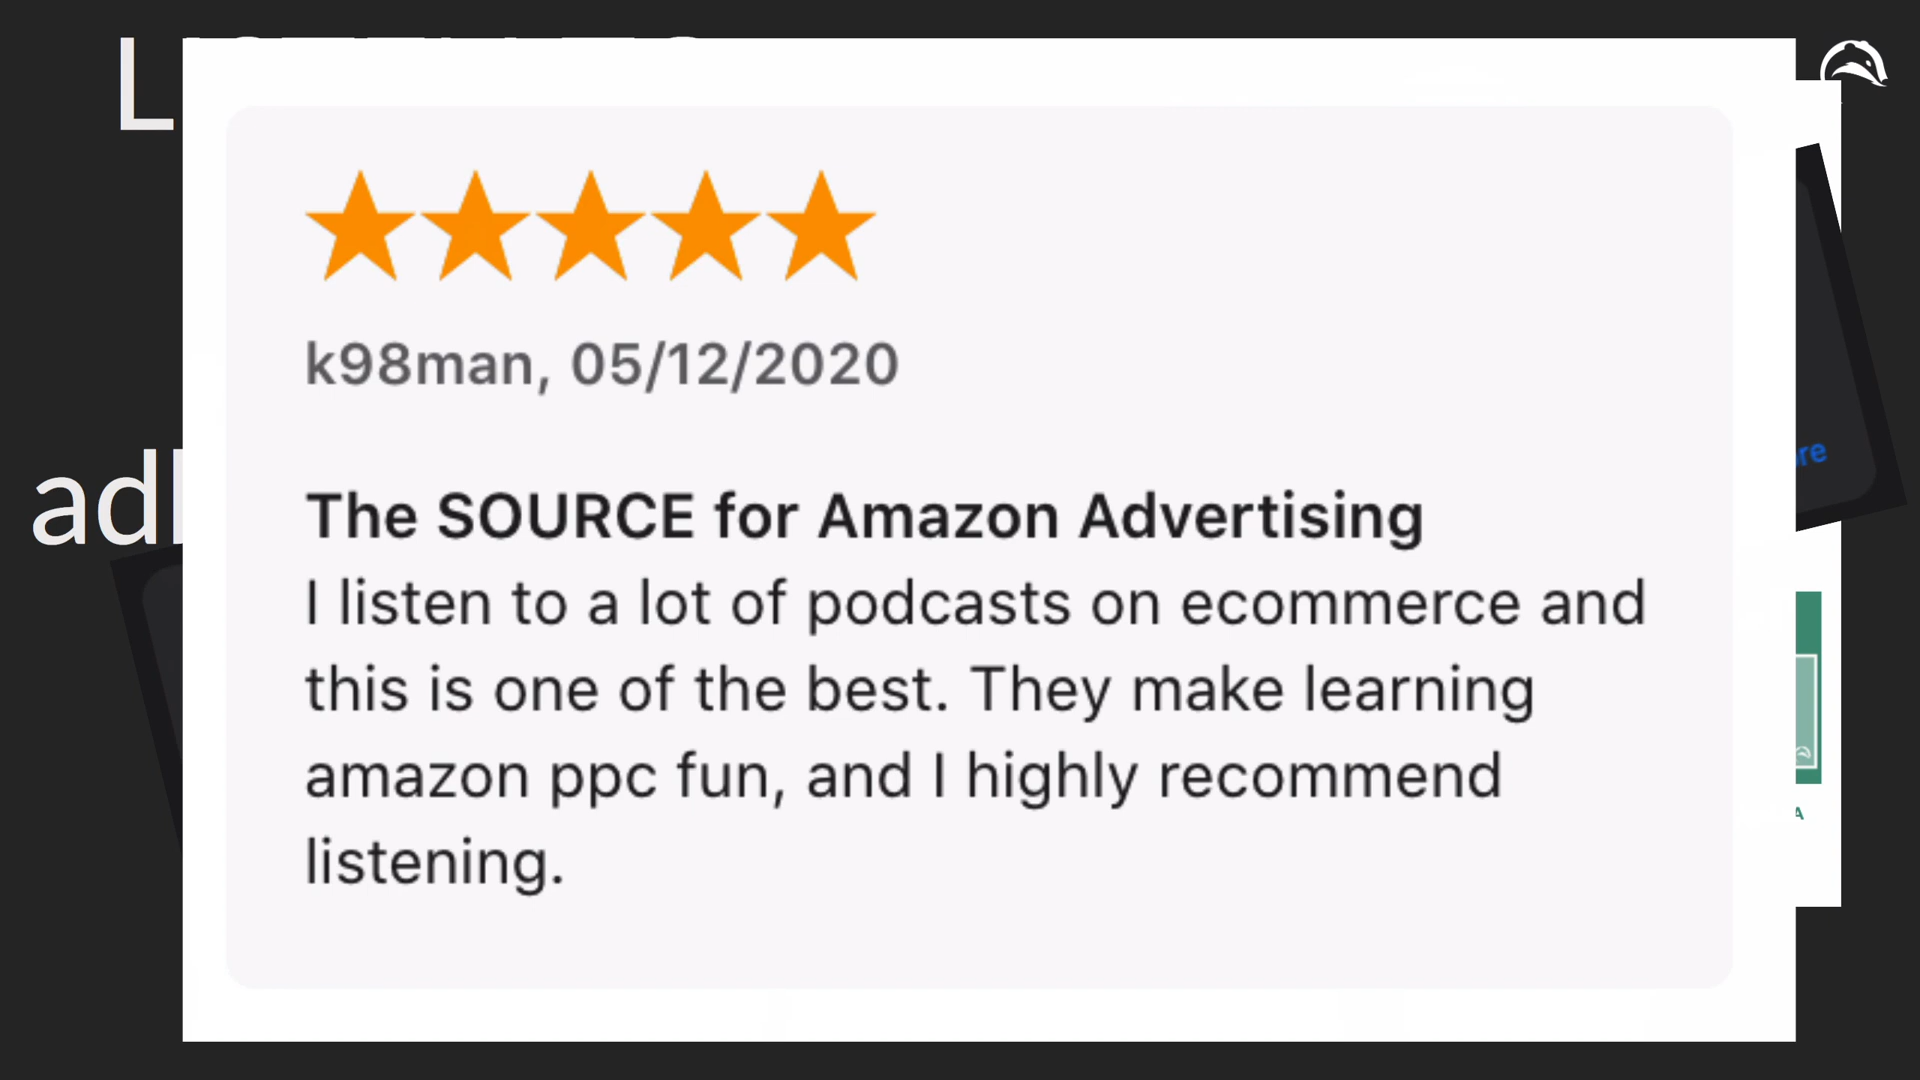 k98man, 05/12/2020
The SOURCE for Amazon Advertising
I listen to a lot of podcasts on ecommerce and
this is one of the best. They make learning
amazon ppc fun, and I highly recommend
listening.